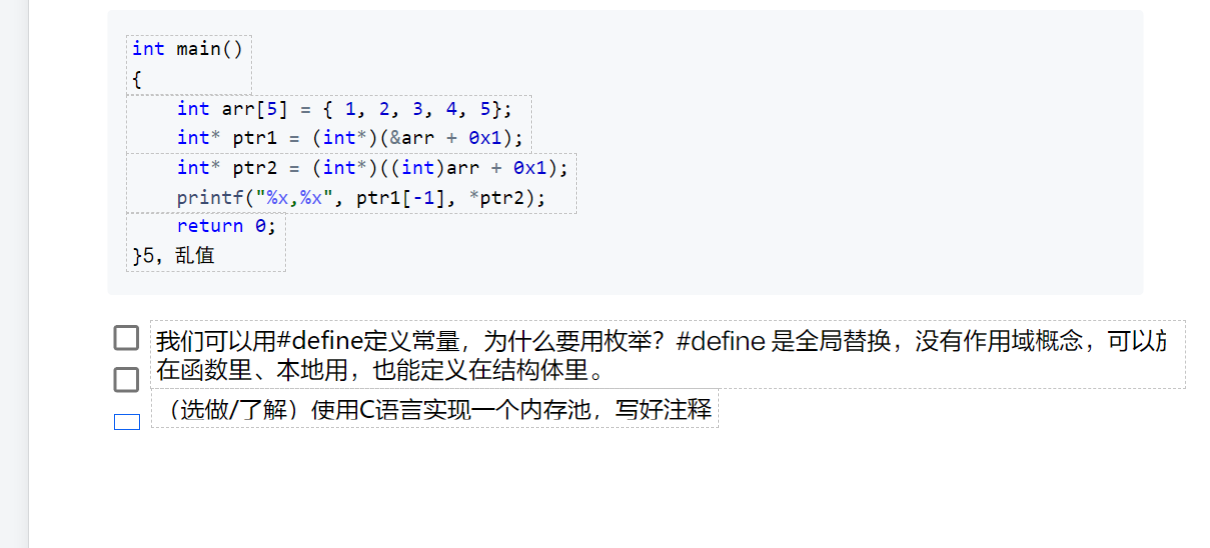 int main()
{
    int arr[5] = { 1, 2, 3, 4, 5};
    int* ptr1 = (int*)(&arr + 0x1);
    int* ptr2 = (int*)((int)arr + 0x1);
    printf("%x,%x", ptr1[-1], *ptr2);
    return 0;
}5，乱值
我们可以用#define定义常量，为什么要用枚举？#define 是全局替换，没有作用域概念，可以
在函数里、本地用，也能定义在结构体里。
（选做/了解）使用C语言实现一个内存池，写好注释